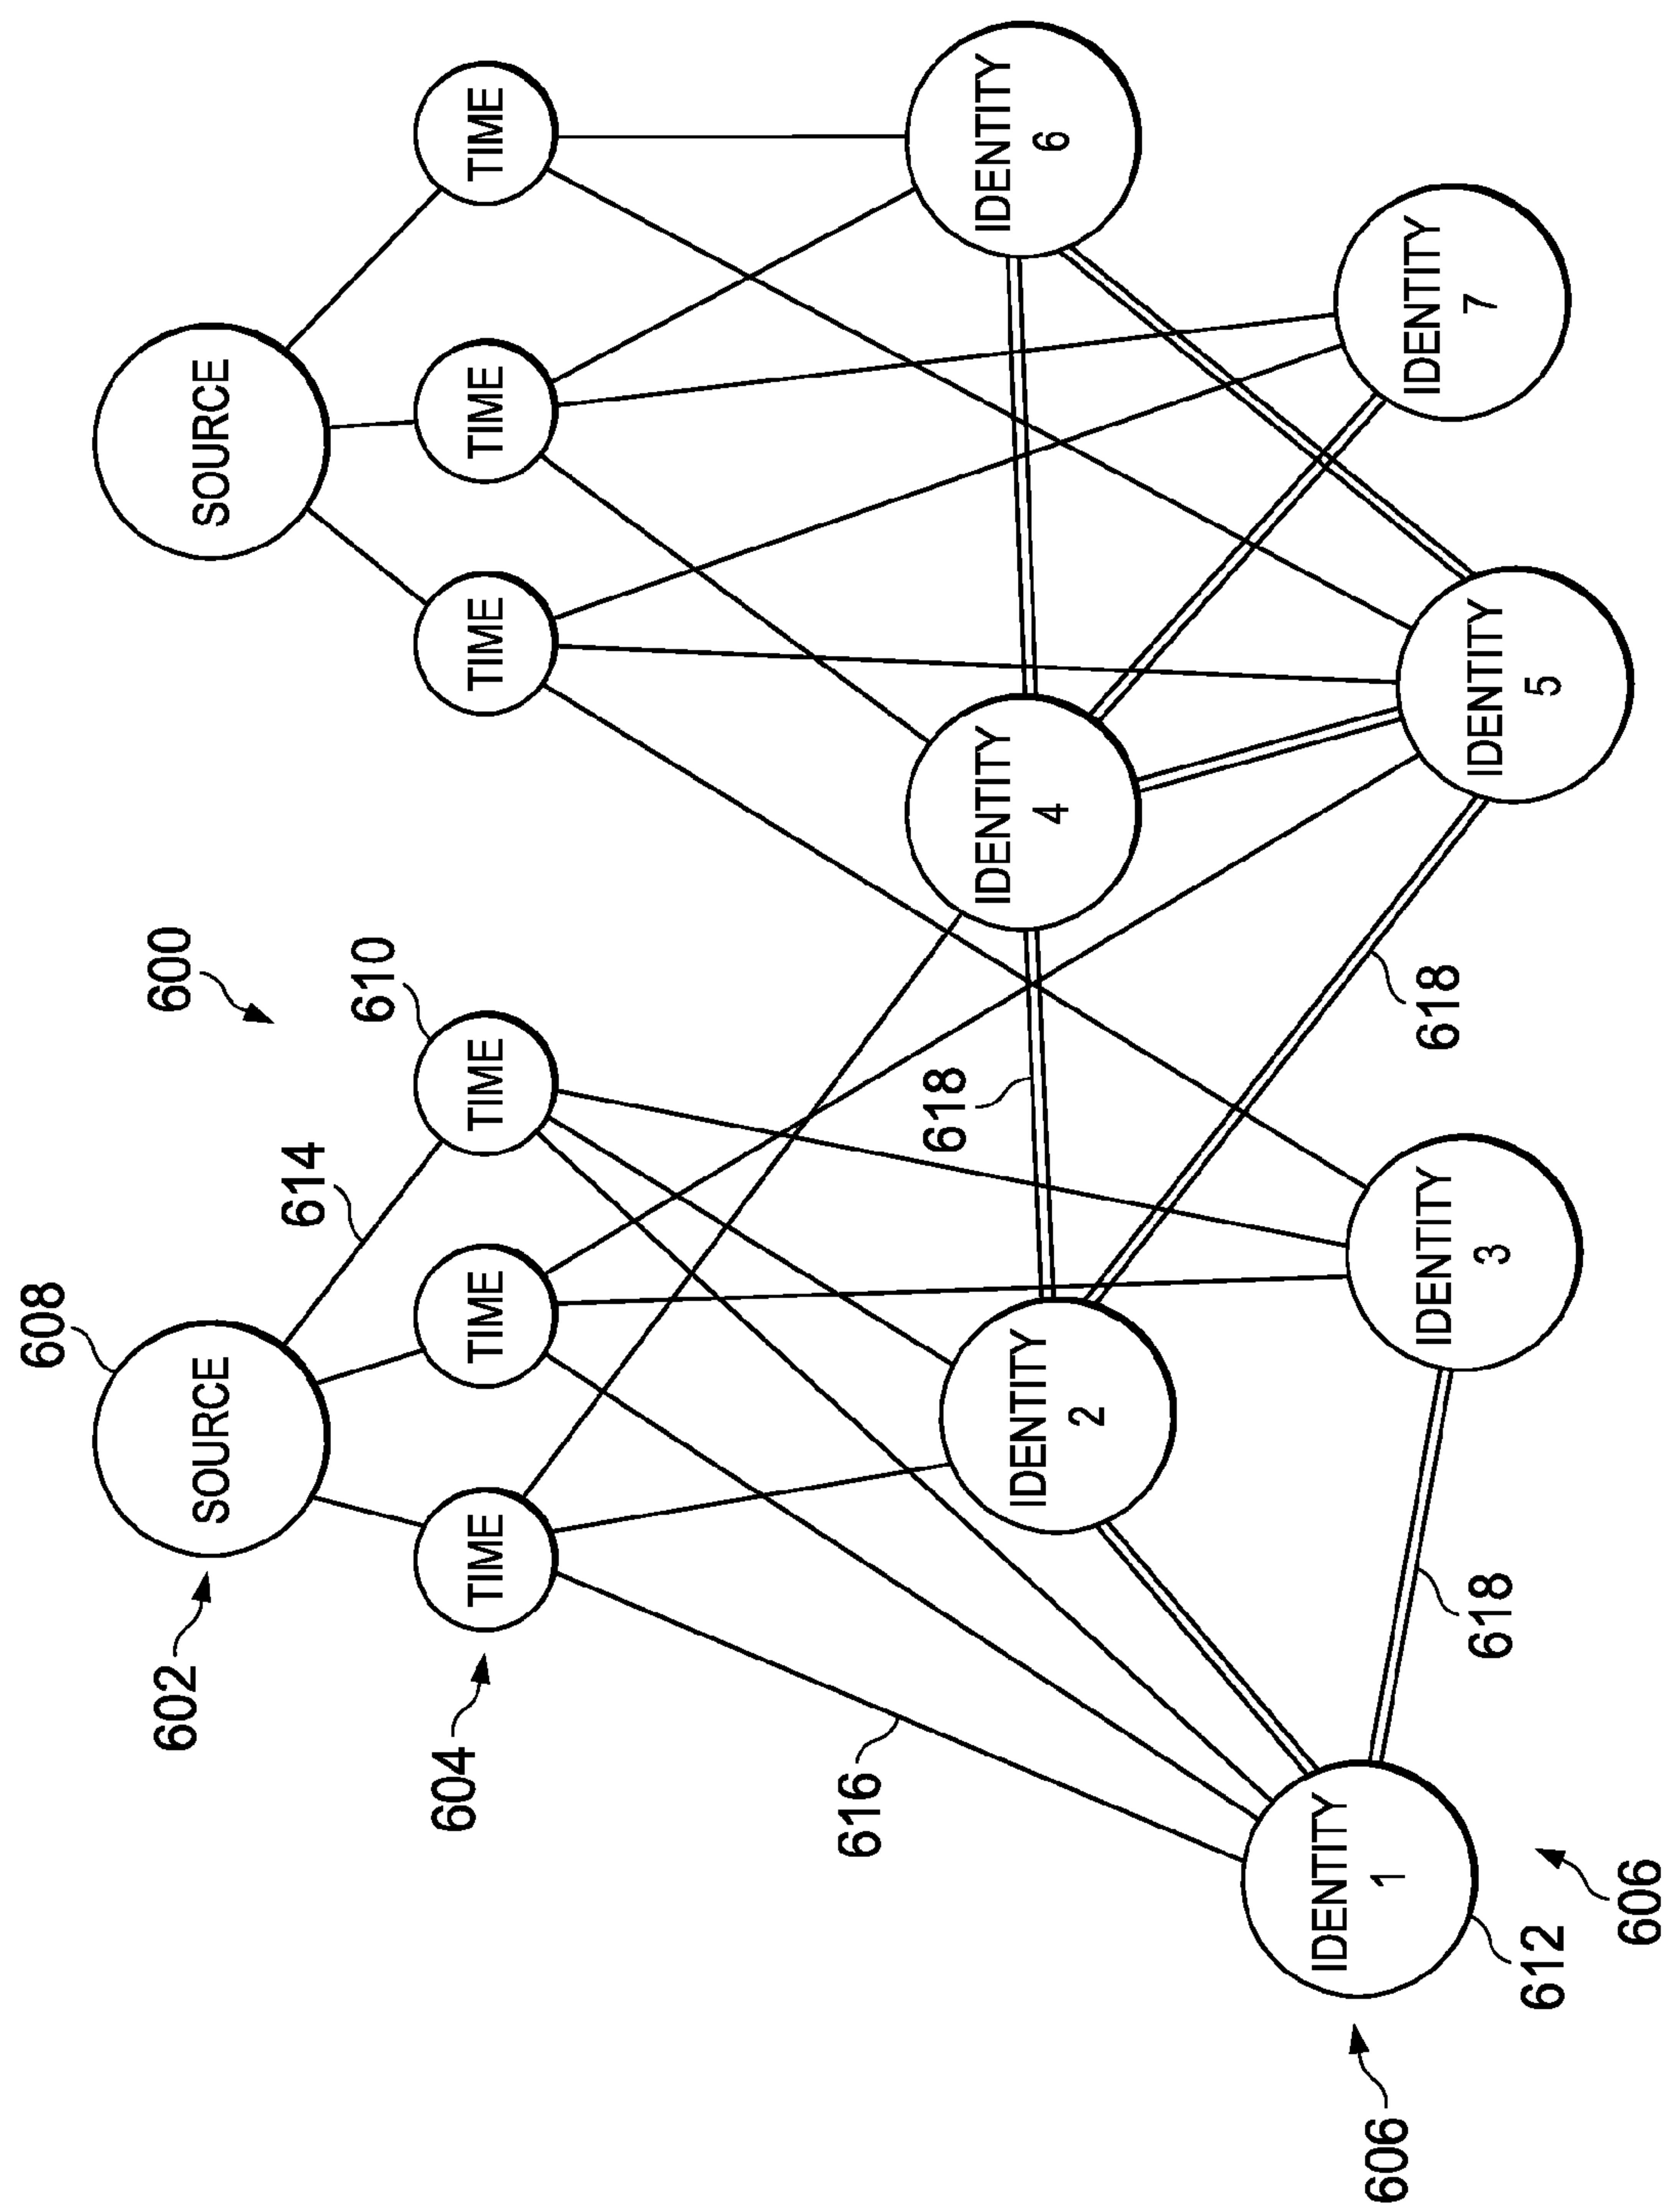 600
608
602
SOURCE
SOURCE
614
610
604
TIME
TIME
TIME
TIME
TIME
TIME
616
618
IDENTITY
2
IDENTITY
4
IDENTITY
6
618
IDENTITY
1
IDENTITY
3
IDENTITY
5
IDENTITY
7
606
612
606
618